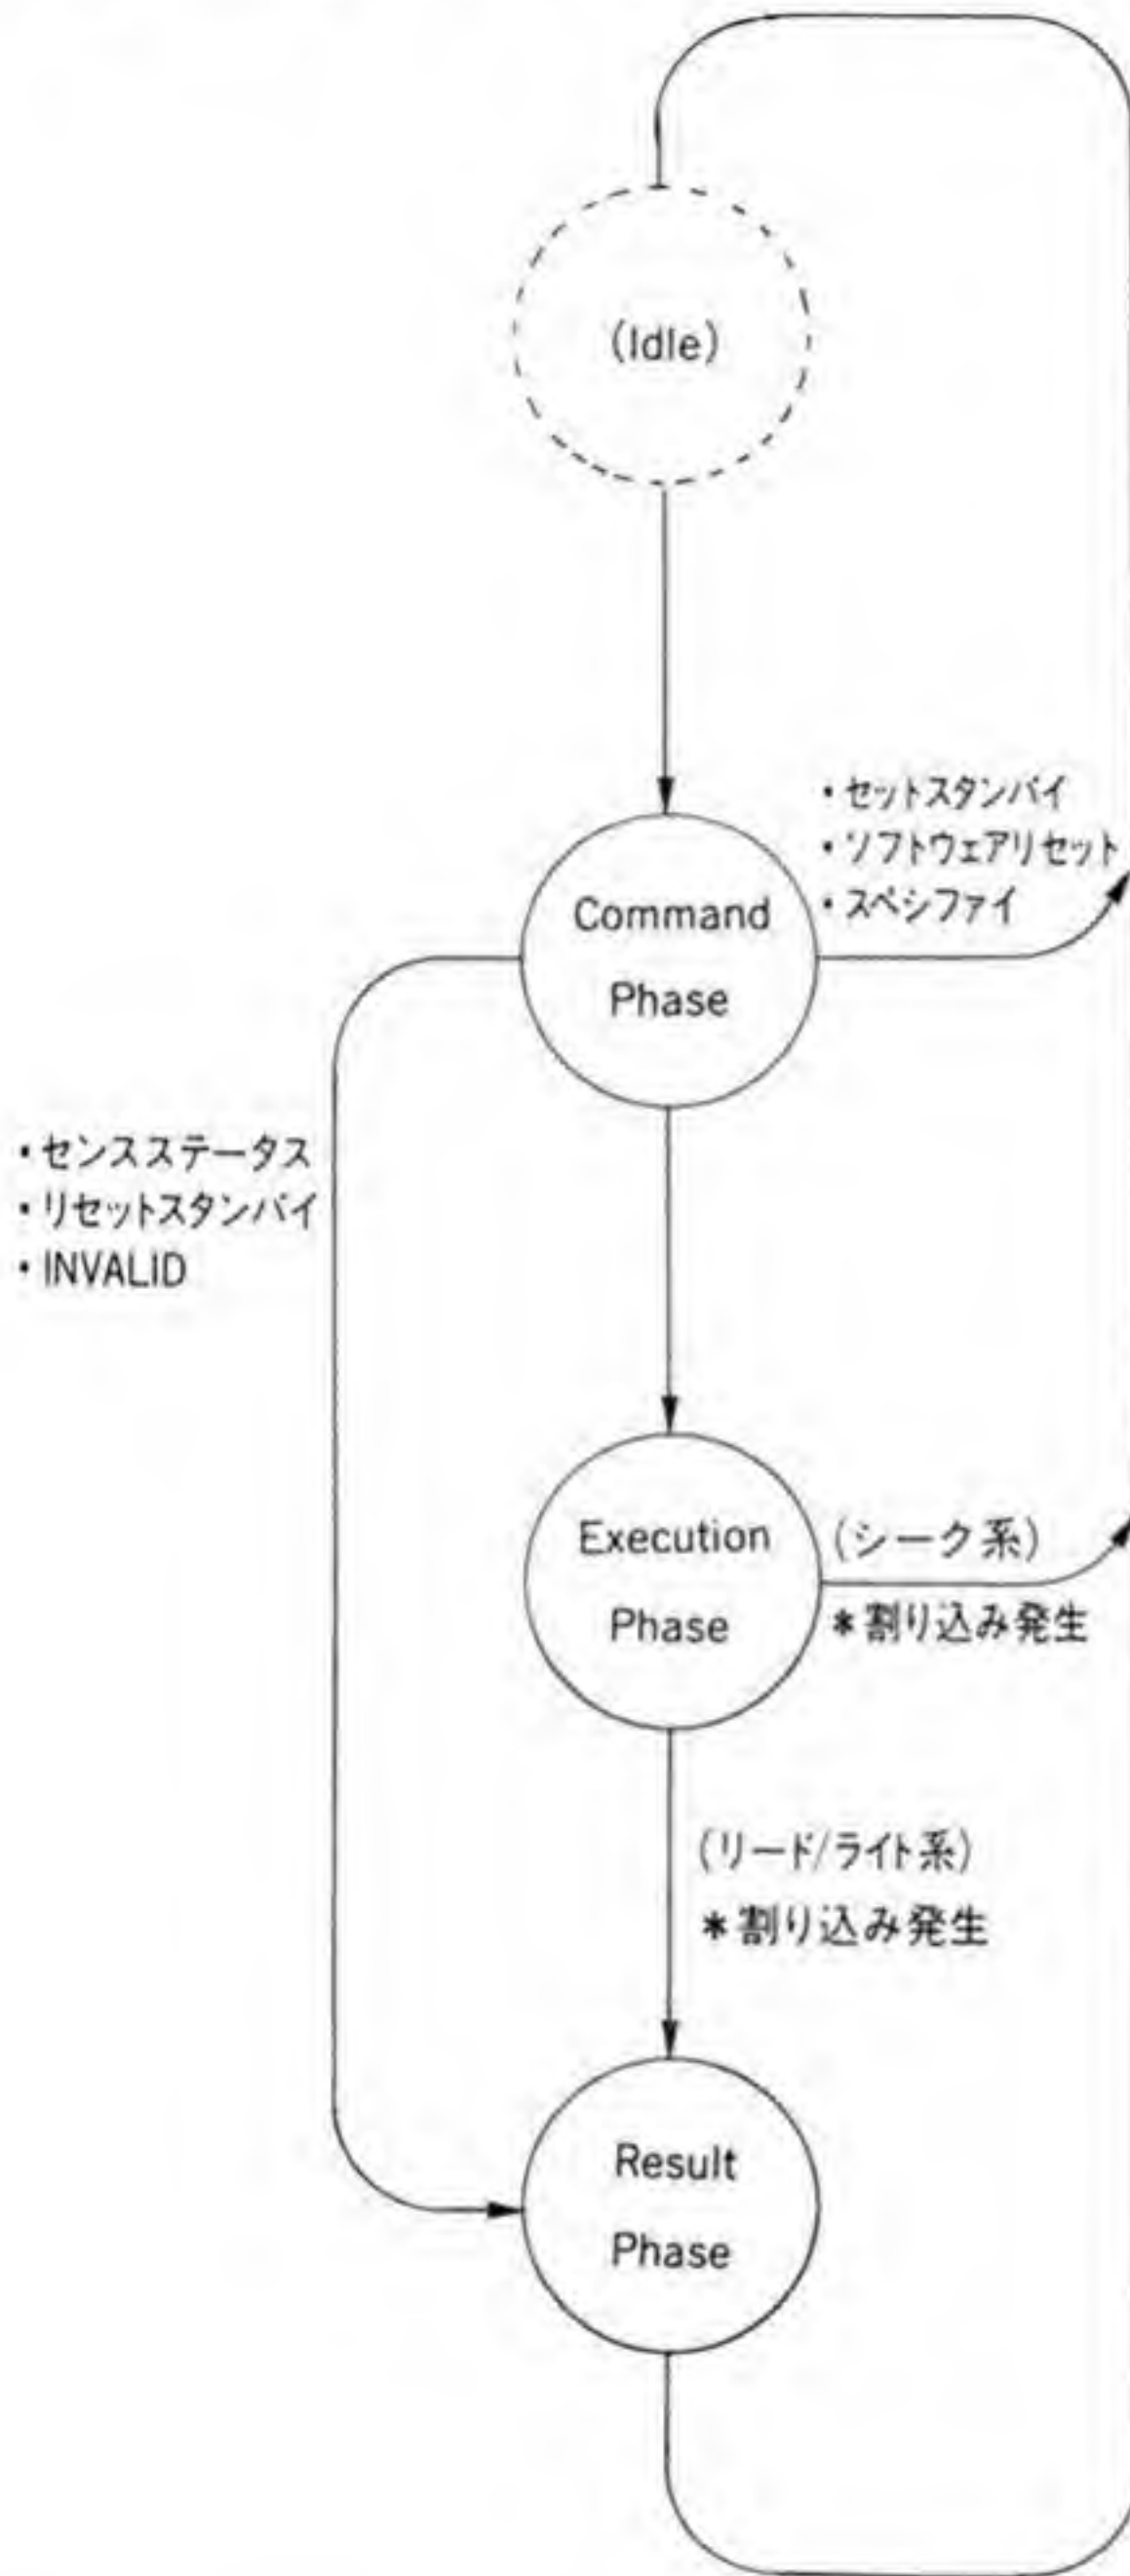 (Idle)
・セットスタンバイ
・ソフトウェアリセット
・スペシファイ
Command
Phase
・センスステータス
・リセットスタンバイ
・INVALID
Execution
Phase
(シーク系)
*割り込み発生
(リード/ライト系)
*割り込み発生
Result
Phase